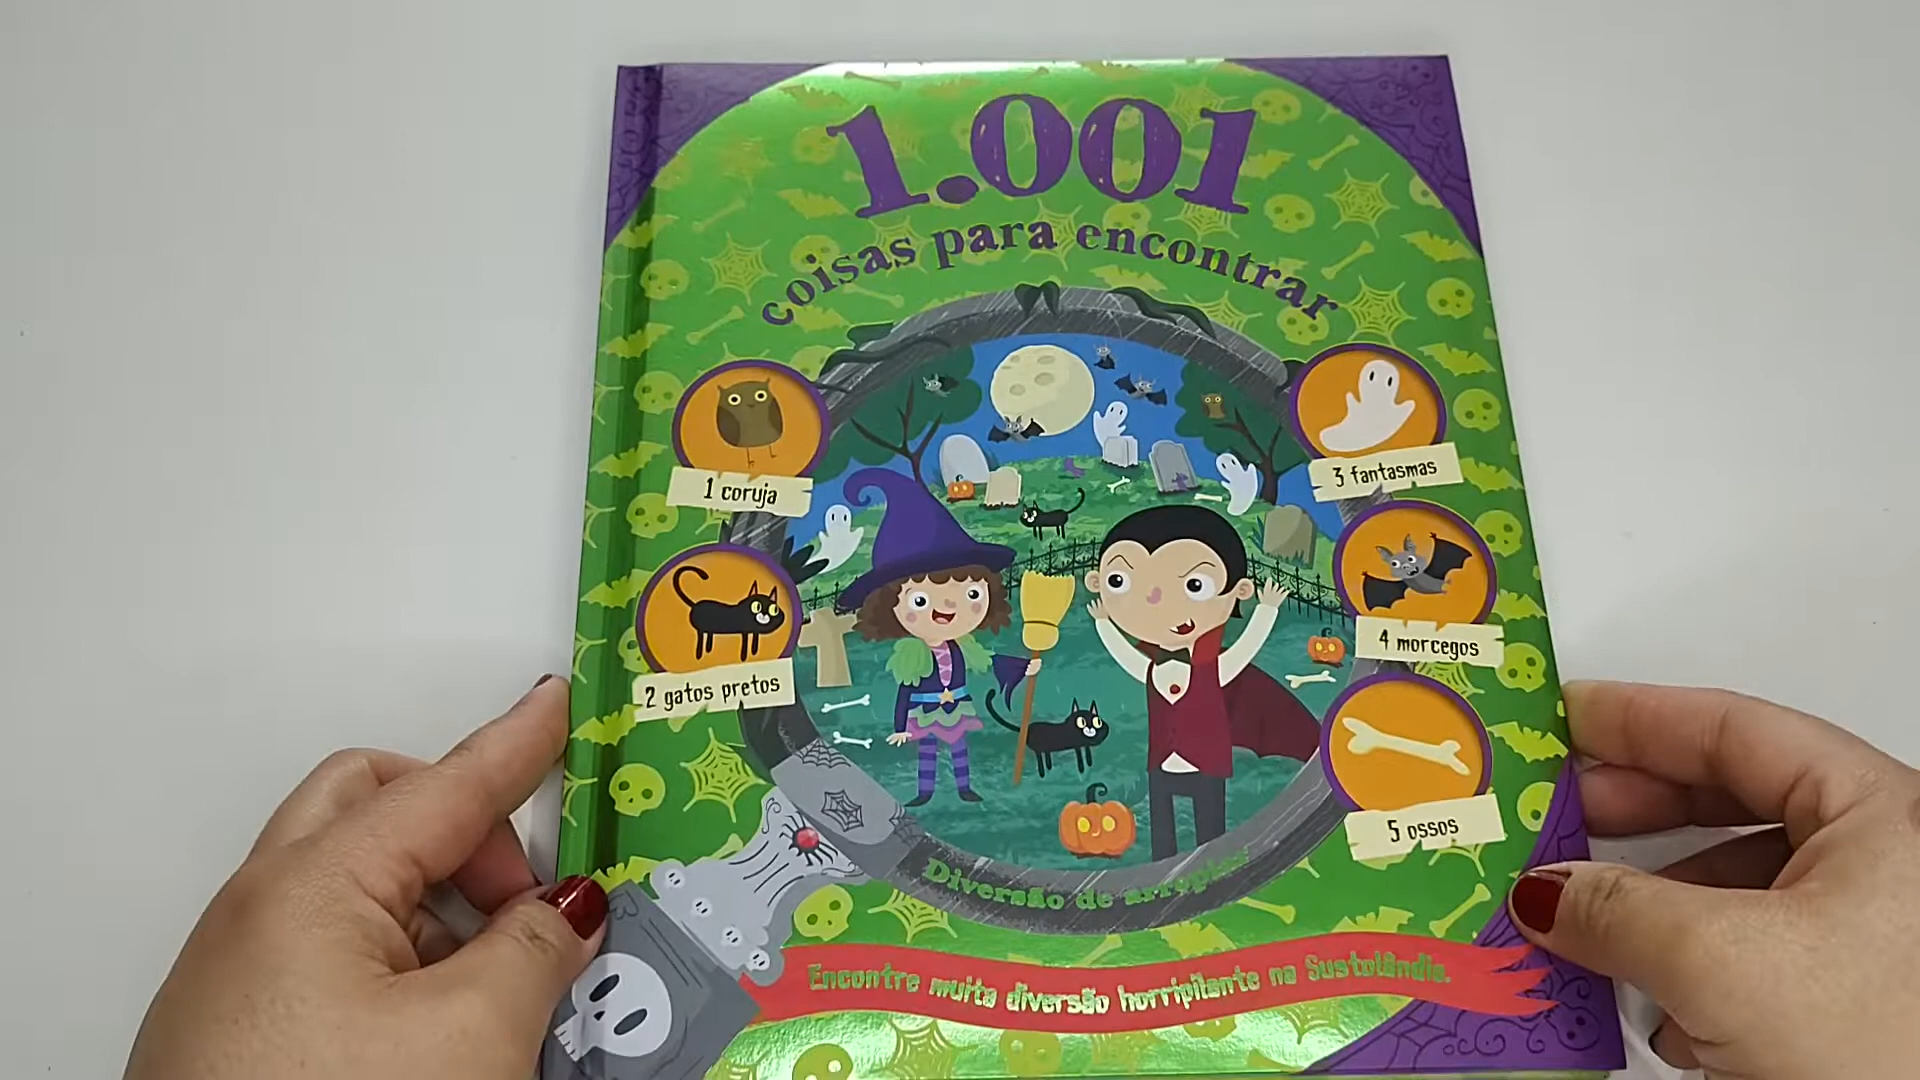 1.001
coisas para encontrar
1 coruja
3 fantasmas
2 gatos pretos
4 morcegos
5 ossos
Diversão de arrepiar
Encontre muita diversão horripilante na Sustolândia.